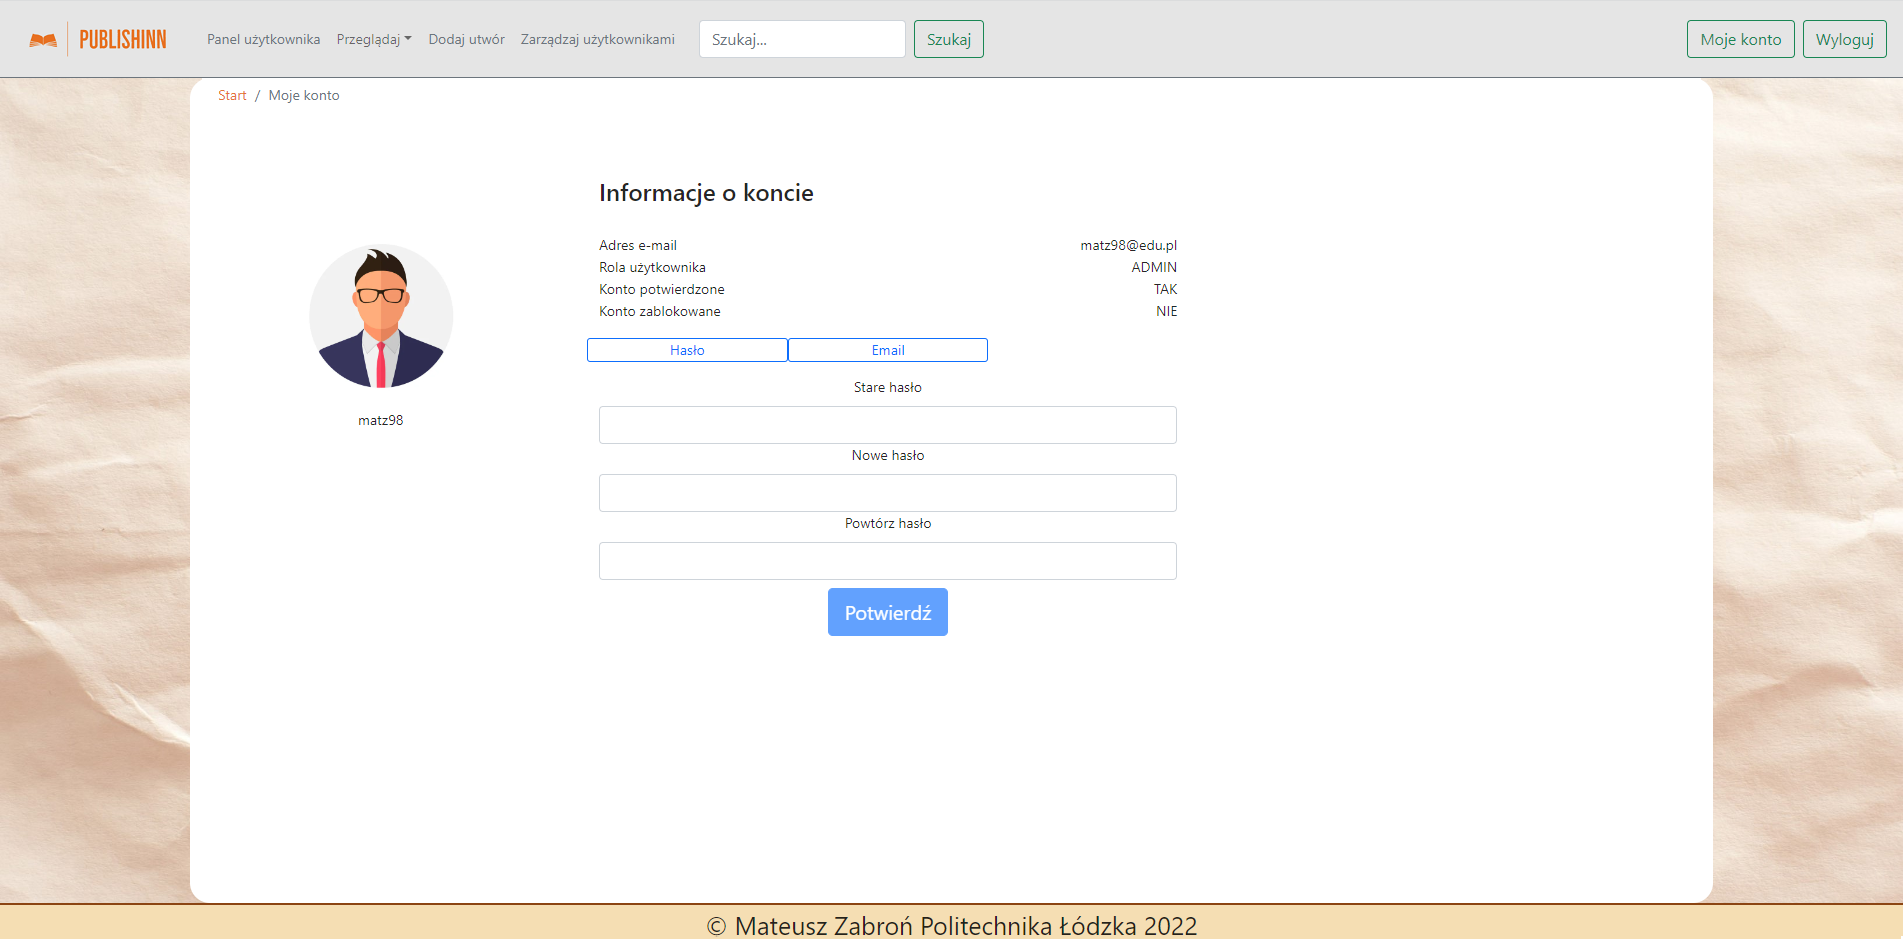 PUBLISHINN Panel użytkownika Przeglądaj Dodaj utwór Zarządzaj użytkownikami Szukaj... Szukaj Moje konto Wyloguj
Start / Moje konto
Informacje o koncie
Adres e-mail matz98@edu.pl
Rola użytkownika ADMIN
Konto potwierdzone TAK
Konto zablokowane NIE
Hasło Email
Stare hasło
matz98
Nowe hasło
Powtórz hasło
Potwierdź
© Mateusz Zabroń Politechnika Łódzka 2022